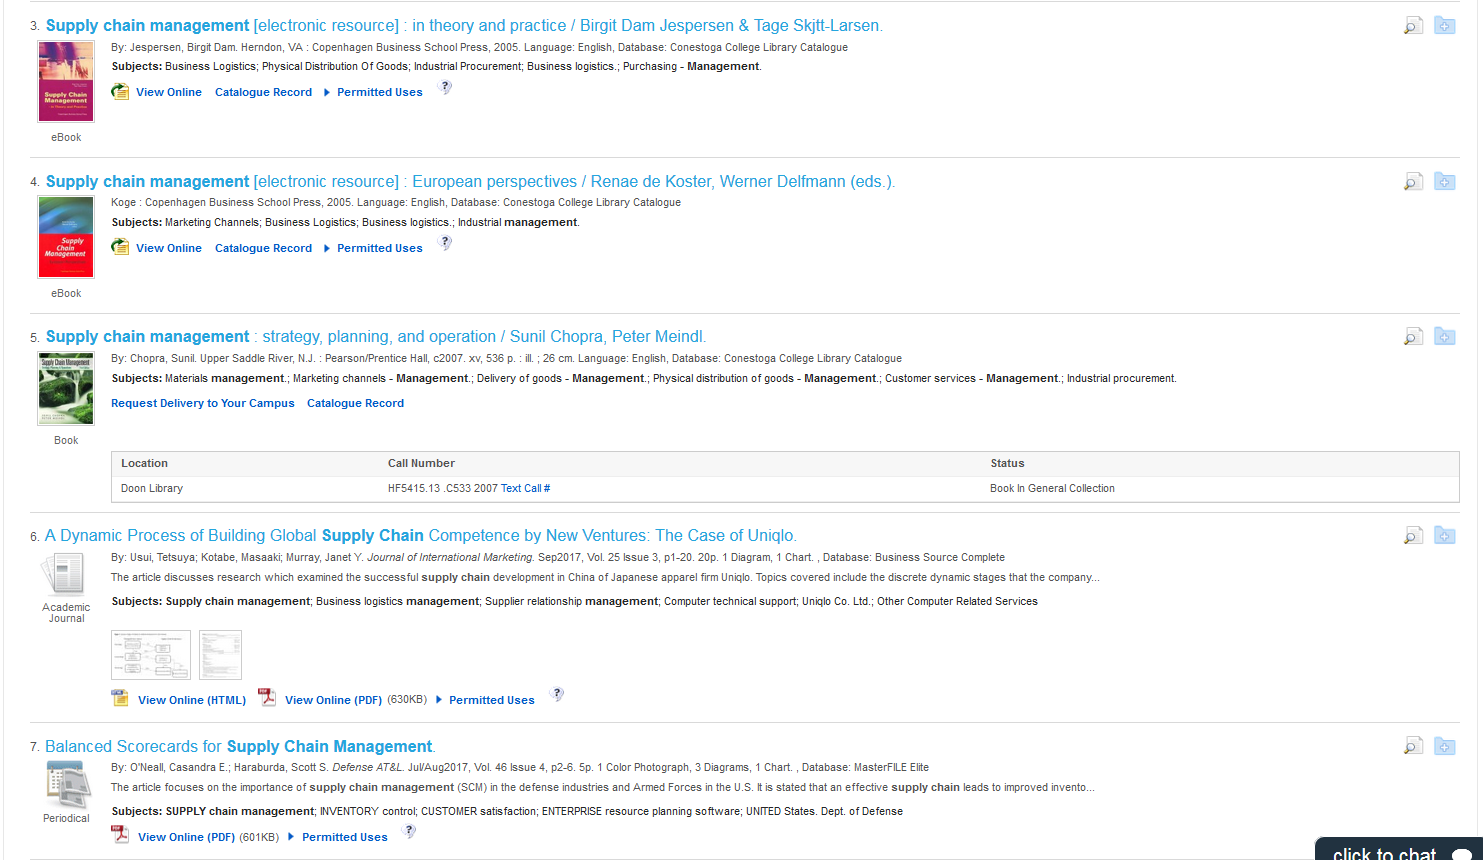 3. Supply chain management [electronic resource] : in theory and practice / Birgit Dam Jespersen & Tage Skjtt-Larsen.
By: Jespersen, Birgit Dam. Herndon, VA : Copenhagen Business School Press, 2005. Language: English, Database: Conestoga College Library Catalogue
Subjects: Business Logistics; Physical Distribution Of Goods; Industrial Procurement; Business logistics.; Purchasing - Management.
Supply Chain
Management
View Online Catalogue Record Permitted Uses ?
eBook
4. Supply chain management [electronic resource] : European perspectives / Renae de Koster, Werner Delfmann (eds.).
Koge : Copenhagen Business School Press, 2005. Language: English, Database: Conestoga College Library Catalogue
Subjects: Marketing Channels; Business Logistics; Business logistics.; Industrial management.
Supply
Chain
Management
View Online Catalogue Record Permitted Uses ?
eBook
5. Supply chain management : strategy, planning, and operation / Sunil Chopra, Peter Meindl.
By: Chopra, Sunil. Upper Saddle River, N.J. : Pearson/Prentice Hall, c2007. xv, 536 p. : ill. ; 26 cm. Language: English, Database: Conestoga College Library Catalogue
Supply Chain Management
Subjects: Materials management.; Marketing channels - Management.; Delivery of goods - Management.; Physical distribution of goods - Management.; Customer services - Management.; Industrial procurement.
Request Delivery to Your Campus Catalogue Record
Book
Location Call Number Status
Doon Library HF5415.13 .C533 2007 Text Call # Book In General Collection
6. A Dynamic Process of Building Global Supply Chain Competence by New Ventures: The Case of Uniqlo.
By: Usui, Tetsuya; Kotabe, Masaaki; Murray, Janet Y. Journal of International Marketing. Sep2017, Vol. 25 Issue 3, p1-20. 20p. 1 Diagram, 1 Chart. , Database: Business Source Complete
The article discusses research which examined the successful supply chain development in China of Japanese apparel firm Uniqlo. Topics covered include the discrete dynamic stages that the company...
Academic
Journal
Subjects: Supply chain management; Business logistics management; Supplier relationship management; Computer technical support; Uniqlo Co. Ltd.; Other Computer Related Services
View Online (HTML) PDF View Online (PDF) (630KB) Permitted Uses ?
7. Balanced Scorecards for Supply Chain Management.
By: O'Neall, Casandra E.; Haraburda, Scott S. Defense AT&L. Jul/Aug2017, Vol. 46 Issue 4, p2-6. 5p. 1 Color Photograph, 3 Diagrams, 1 Chart. , Database: MasterFILE Elite
The article focuses on the importance of supply chain management (SCM) in the defense industries and Armed Forces in the U.S. It is stated that an effective supply chain leads to improved invento...
Periodical
Subjects: SUPPLY chain management; INVENTORY control; CUSTOMER satisfaction; ENTERPRISE resource planning software; UNITED States. Dept. of Defense
PDF View Online (PDF) (601KB) Permitted Uses ?
click to chat